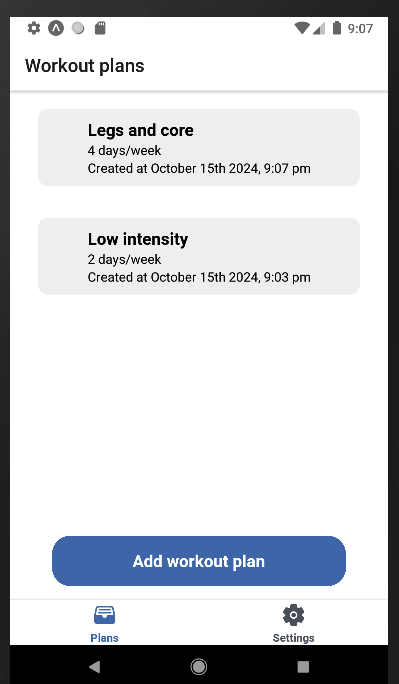 9:07
Workout plans
Legs and core
4 days/week
Created at October 15th 2024, 9:07 pm
Low intensity
2 days/week
Created at October 15th 2024, 9:03 pm
Add workout plan
Plans
Settings